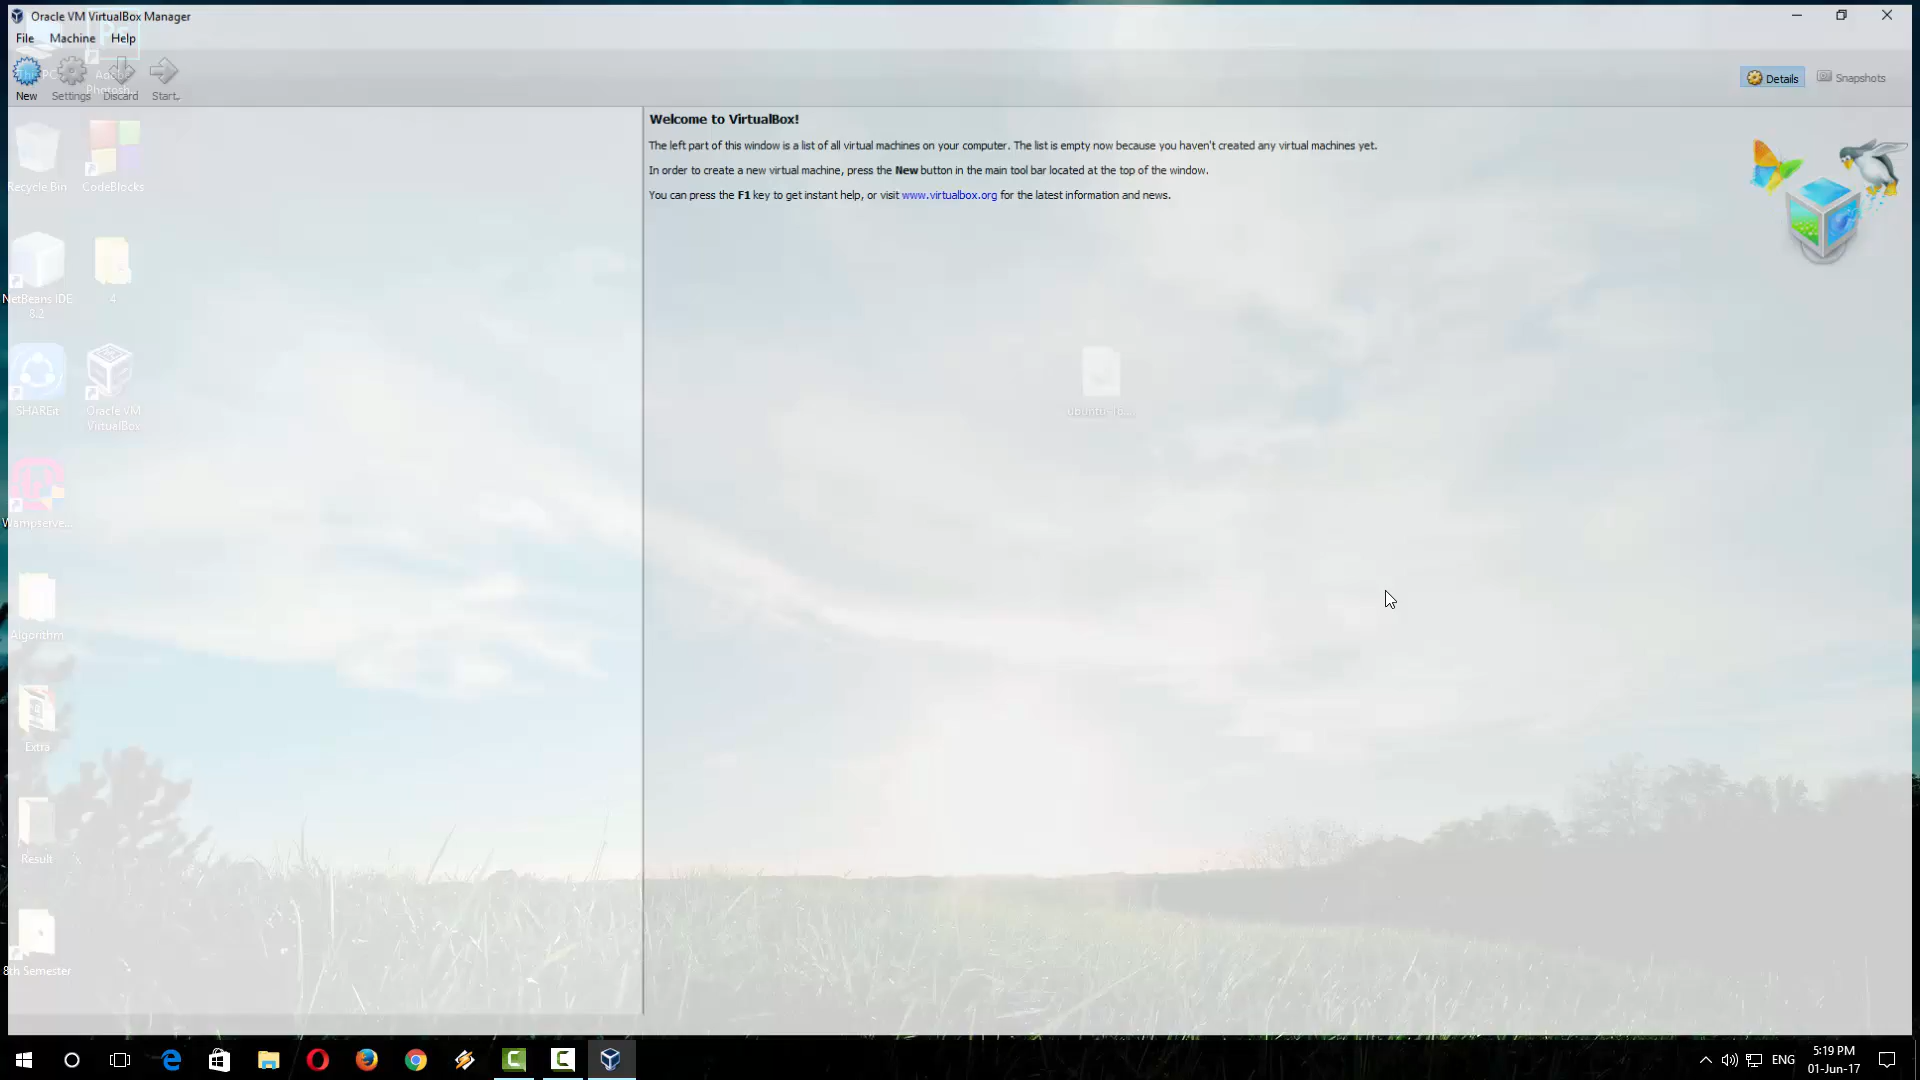 Oracle VM VirtualBox Manager
File Machine Help
New Settings Discard Start
Details Snapshots
Welcome to VirtualBox!
The left part of this window is a list of all virtual machines on your computer. The list is empty now because you haven't created any virtual machines yet.
In order to create a new virtual machine, press the New button in the main tool bar located at the top of the window.
You can press the F1 key to get instant help, or visit www.virtualbox.org for the latest information and news.
Recycle Bin CodeBlocks
NetBeans IDE
8.2
4
SHAREit
Oracle VM
VirtualBox
Wampserve...
Algorithm
Extra
Result
8th Semester
ENG
5:19 PM
01-Jun-17